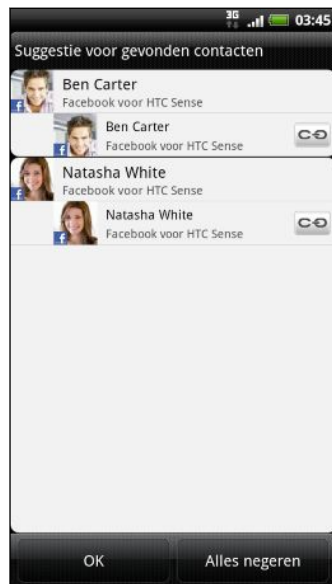 3G 03:45
Suggestie voor gevonden contacten
Ben Carter
Facebook voor HTC Sense
Ben Carter
Facebook voor HTC Sense
Natasha White
Facebook voor HTC Sense
Natasha White
Facebook voor HTC Sense
OK Alles negeren